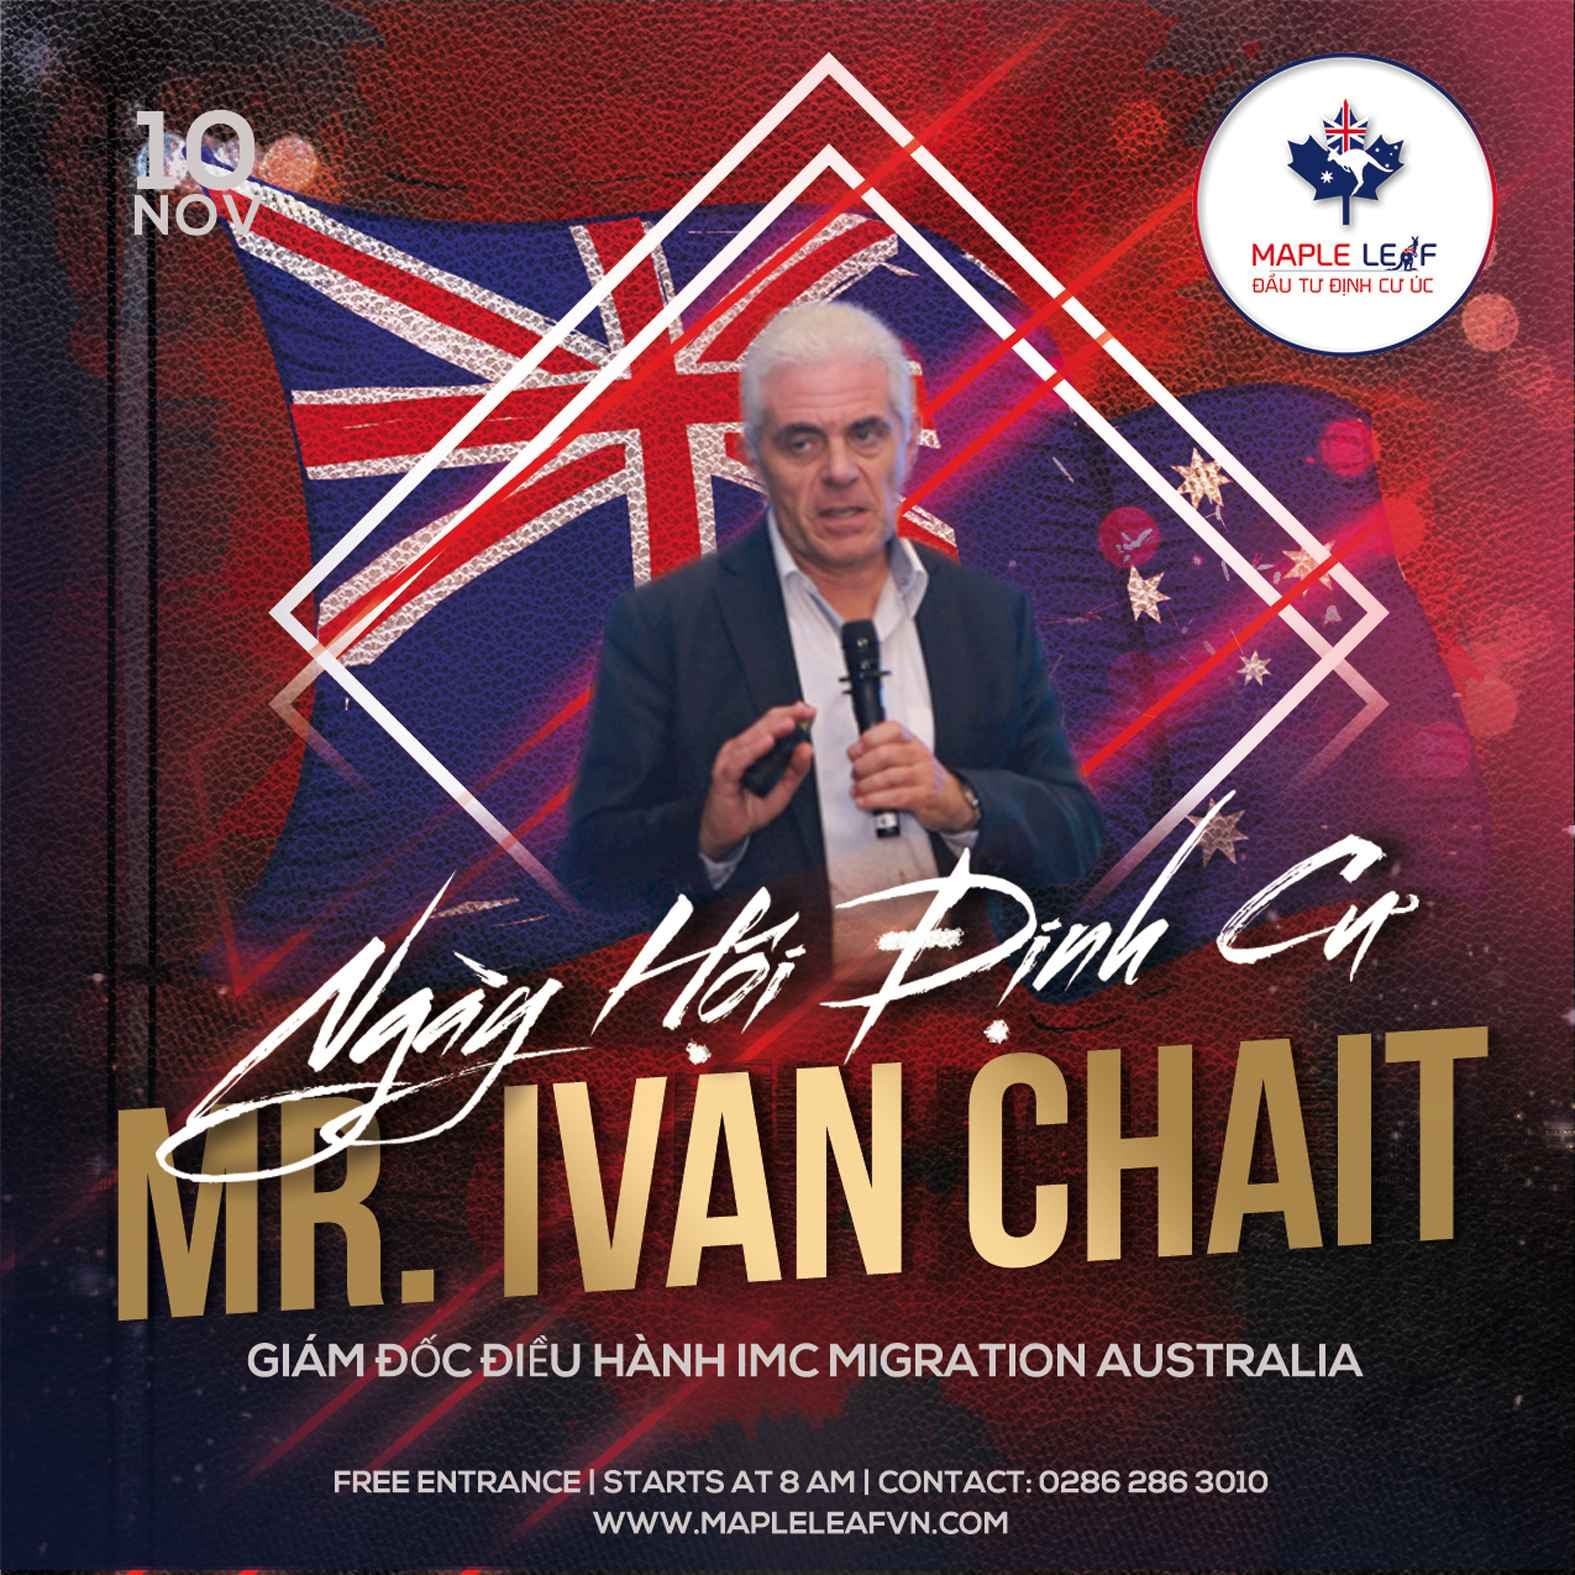 10
NOV
MAPLE LEAF
ĐẦU TƯ ĐỊNH CƯ ÚC
Ngày Hội Định Cư
MR. IVAN CHAIT
GIÁM ĐỐC ĐIỀU HÀNH IMC MIGRATION AUSTRALIA
FREE ENTRANCE | STARTS AT 8 AM | CONTACT: 0286 286 3010
WWW.MAPLELEAFVN.COM